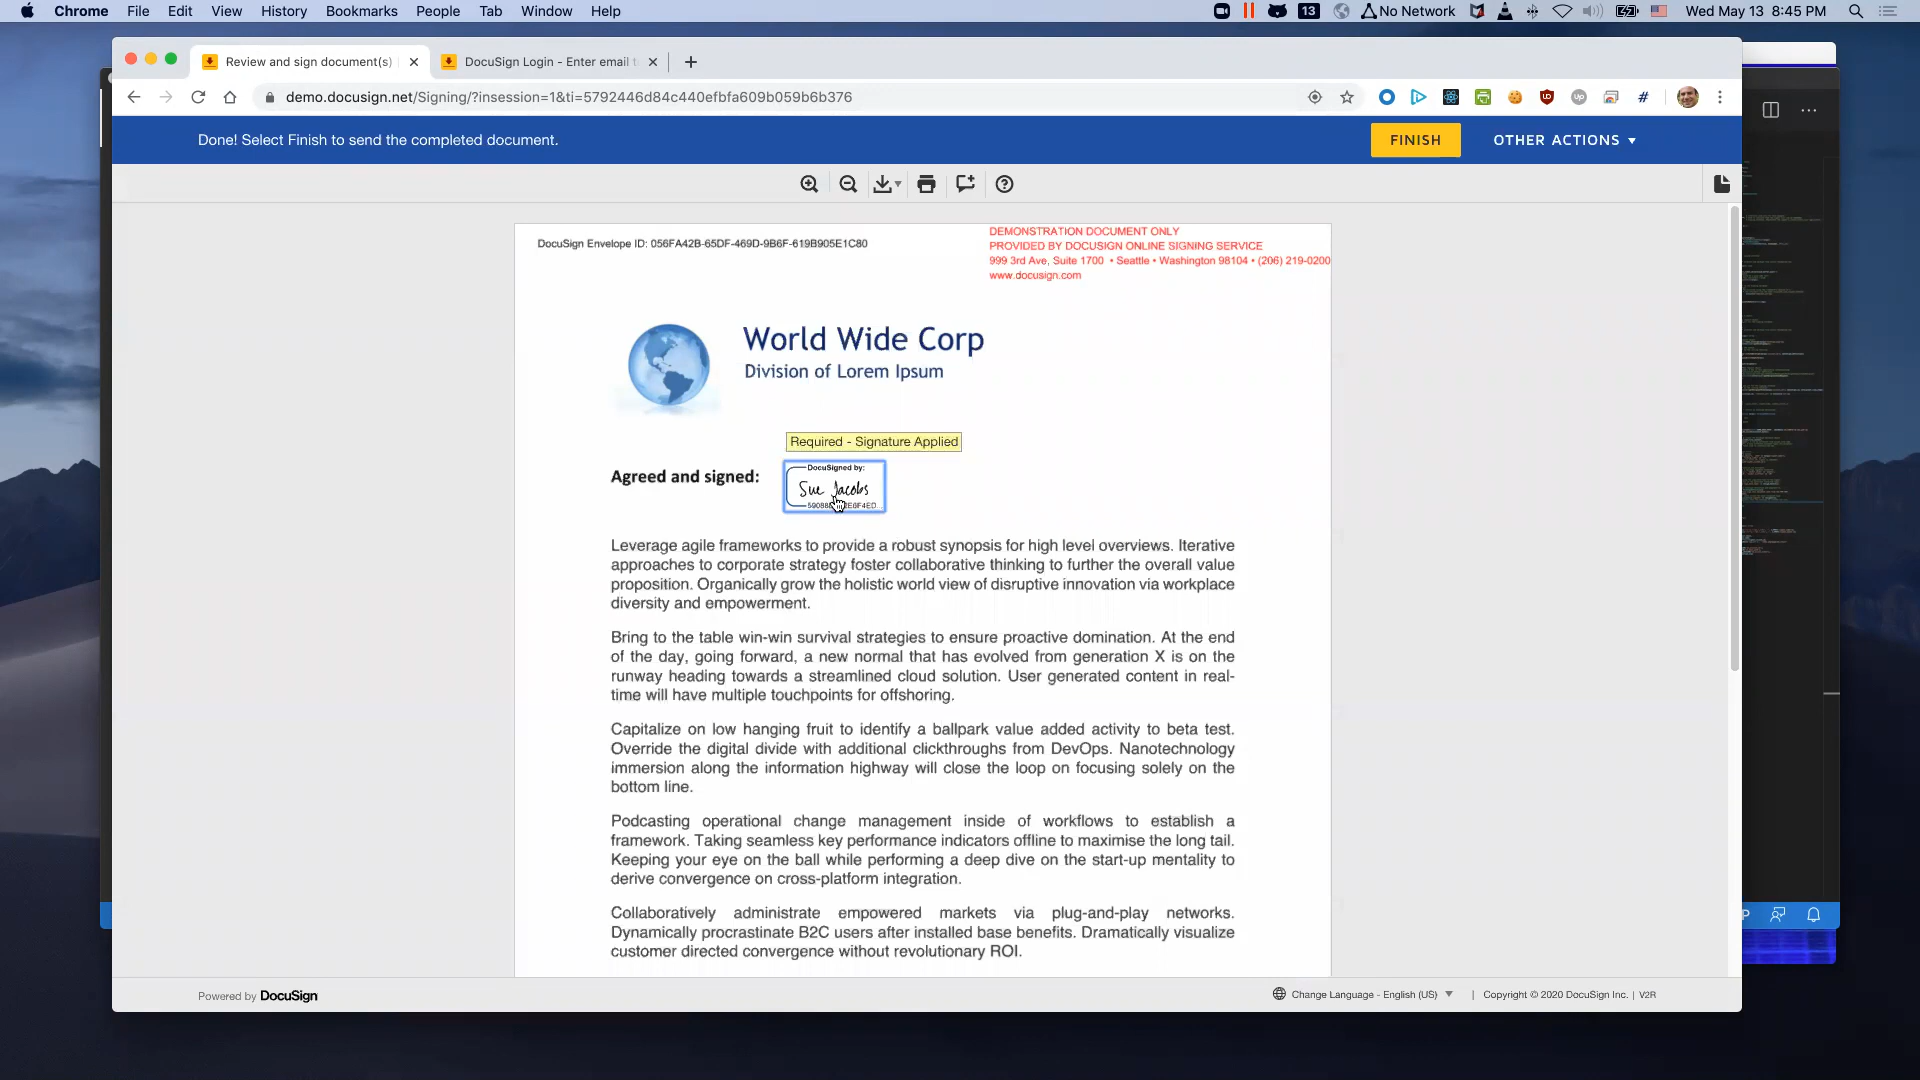 Chrome File Edit View History Bookmarks People Tab Window Help
13 No Network Wed May 13 8:45 PM
Review and sign document(s)
DocuSign Login - Enter email t
demo.docusign.net/Signing/?insession=1&ti=5792446d84c440efbfa609b059b6b376
Done! Select Finish to send the completed document.
FINISH
OTHER ACTIONS
DocuSign Envelope ID: 056FA42B-65DF-469D-9B6F-619B905E1C80
DEMONSTRATION DOCUMENT ONLY
PROVIDED BY DOCUSIGN ONLINE SIGNING SERVICE
999 3rd Ave, Suite 1700 • Seattle • Washington 98104 • (206) 219-0200
www.docusign.com
World Wide Corp
Division of Lorem Ipsum
Required - Signature Applied
Agreed and signed:
DocuSigned by:
Sue Jacobs
Leverage agile frameworks to provide a robust synopsis for high level overviews. Iterative
approaches to corporate strategy foster collaborative thinking to further the overall value
proposition. Organically grow the holistic world view of disruptive innovation via workplace
diversity and empowerment.
Bring to the table win-win survival strategies to ensure proactive domination. At the end
of the day, going forward, a new normal that has evolved from generation X is on the
runway heading towards a streamlined cloud solution. User generated content in real-
time will have multiple touchpoints for offshoring.
Capitalize on low hanging fruit to identify a ballpark value added activity to beta test.
Override the digital divide with additional clickthroughs from DevOps. Nanotechnology
immersion along the information highway will close the loop on focusing solely on the
bottom line.
Podcasting operational change management inside of workflows to establish a
framework. Taking seamless key performance indicators offline to maximise the long tail.
Keeping your eye on the ball while performing a deep dive on the start-up mentality to
derive convergence on cross-platform integration.
Collaboratively administrate empowered markets via plug-and-play networks.
Dynamically procrastinate B2C users after installed base benefits. Dramatically visualize
customer directed convergence without revolutionary ROI.
Powered by DocuSign
Change Language - English (US) | Copyright © 2020 DocuSign Inc. | V2R